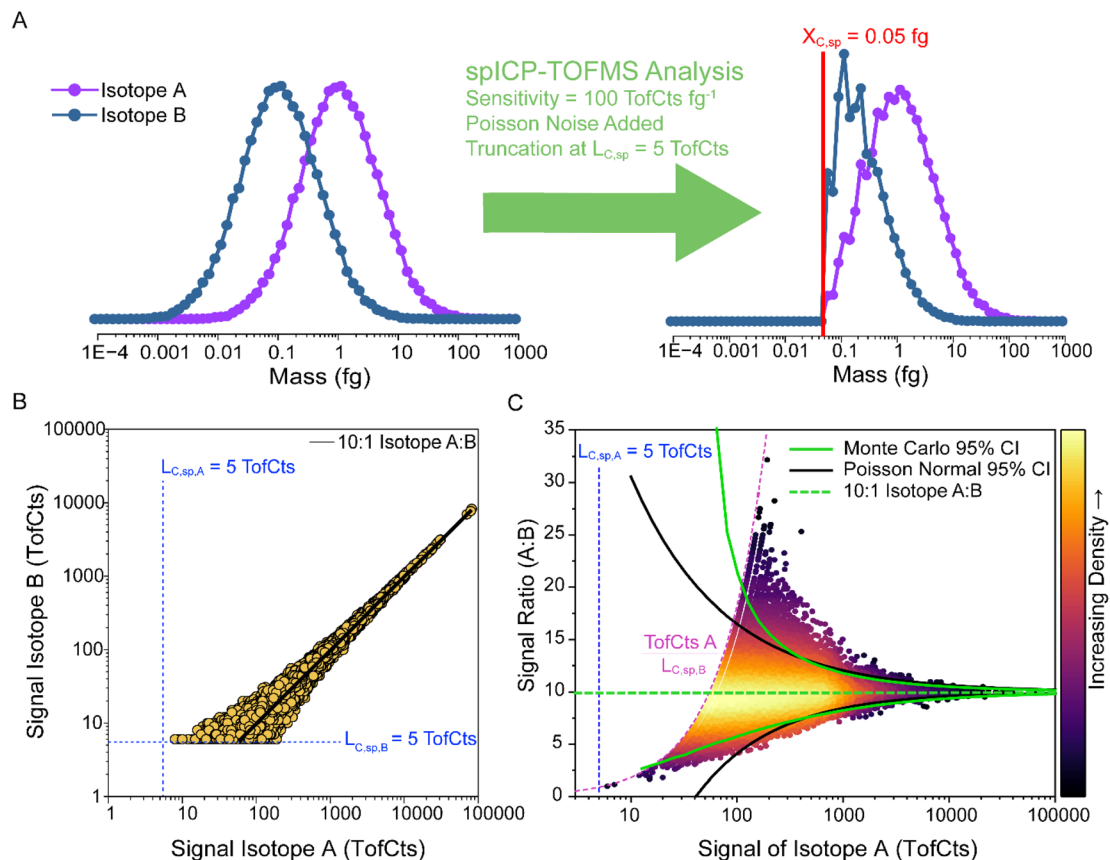 A
Isotope A
Isotope B
spICP-TOFMS Analysis
Sensitivity = 100 TofCts fg⁻¹
Poisson Noise Added
Truncation at L_C,sp = 5 TofCts
X_C,sp = 0.05 fg
1E−4 0.001 0.01 0.1 1 10 100 1000
Mass (fg)
1E−4 0.001 0.01 0.1 1 10 100 1000
Mass (fg)
B
100000
10000
1000
100
10
1
Signal Isotope B (TofCts)
10:1 Isotope A:B
L_C,sp,A = 5 TofCts
L_C,sp,B = 5 TofCts
1 10 100 1000 10000 100000
Signal Isotope A (TofCts)
C
35
30
25
20
15
10
5
0
Signal Ratio (A:B)
L_C,sp,A = 5 TofCts
Monte Carlo 95% CI
Poisson Normal 95% CI
10:1 Isotope A:B
TofCts A
L_C,sp,B
10 100 1000 10000 100000
Signal of Isotope A (TofCts)
Increasing Density →